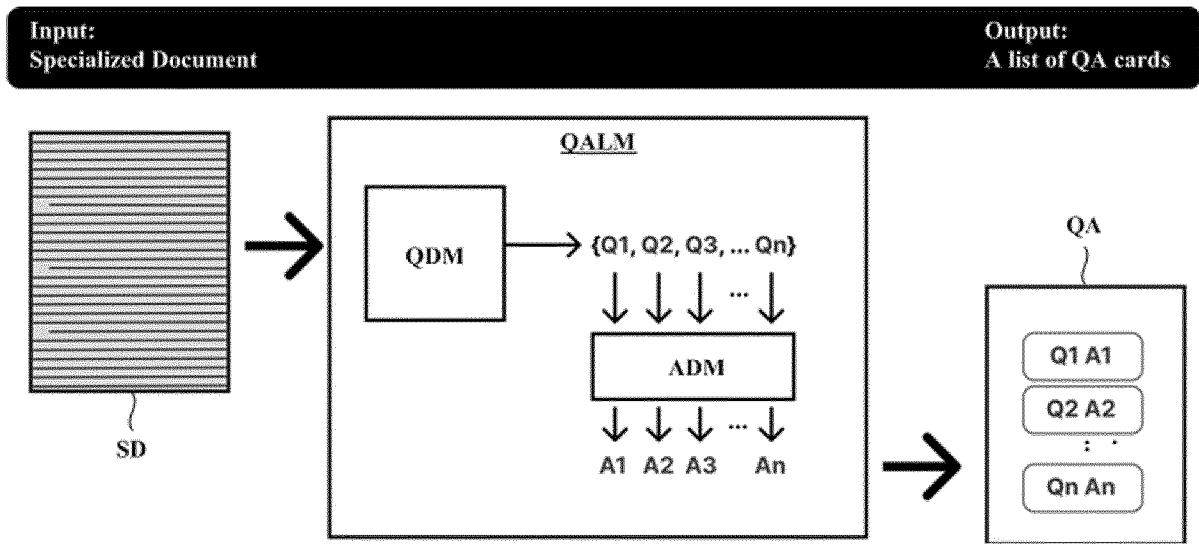 Input:
Specialized Document
Output:
A list of QA cards
SD
QALM
QDM
{Q1, Q2, Q3, ... Qn}
...
ADM
...
A1 A2 A3 An
QA
Q1 A1
Q2 A2
Qn An